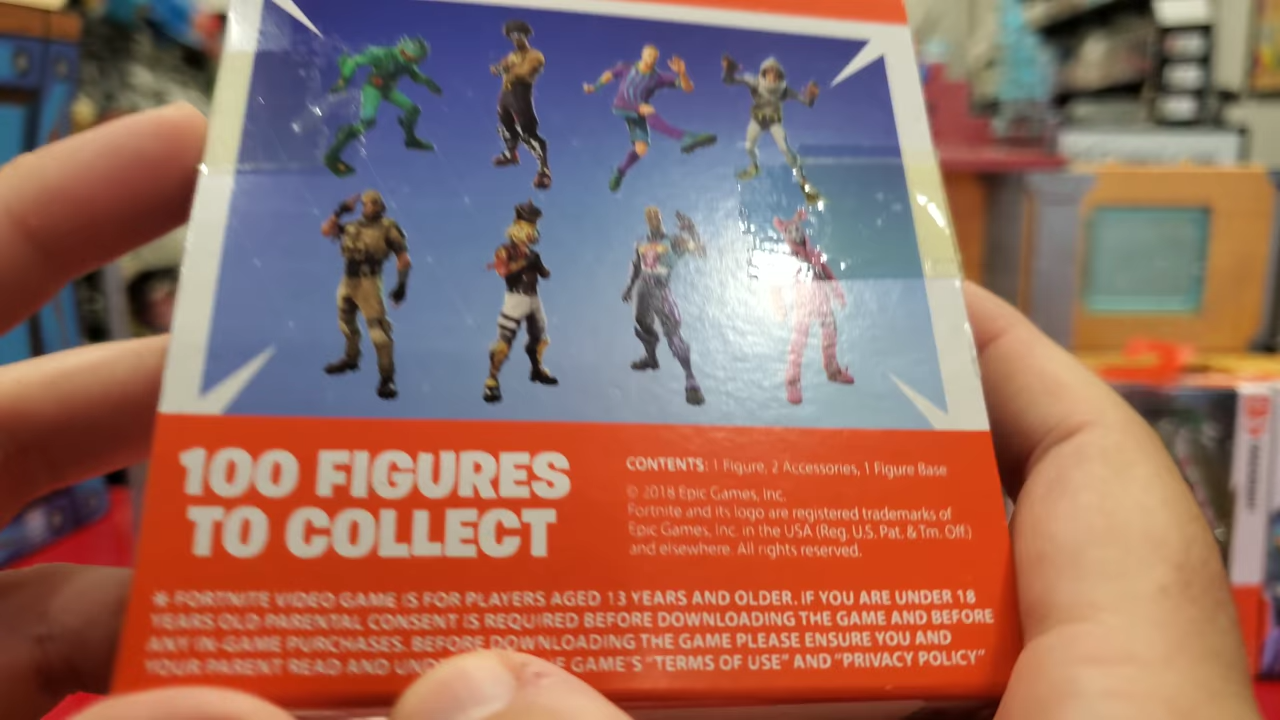 100 FIGURES
TO COLLECT
CONTENTS: 1 Figure, 2 Accessories, 1 Figure Base
© 2018 Epic Games, Inc.
Fortnite and its logo are registered trademarks of
Epic Games, Inc. in the USA (Reg. U.S. Pat. & Tm. Off.)
and elsewhere. All rights reserved.
* FORTNITE VIDEO GAME IS FOR PLAYERS AGED 13 YEARS AND OLDER. IF YOU ARE UNDER 18
YEARS OLD PARENTAL CONSENT IS REQUIRED BEFORE DOWNLOADING THE GAME AND BEFORE
ANY IN-GAME PURCHASES. BEFORE DOWNLOADING THE GAME PLEASE ENSURE YOU AND
YOUR PARENT READ AND GAME'S "TERMS OF USE" AND "PRIVACY POLICY"